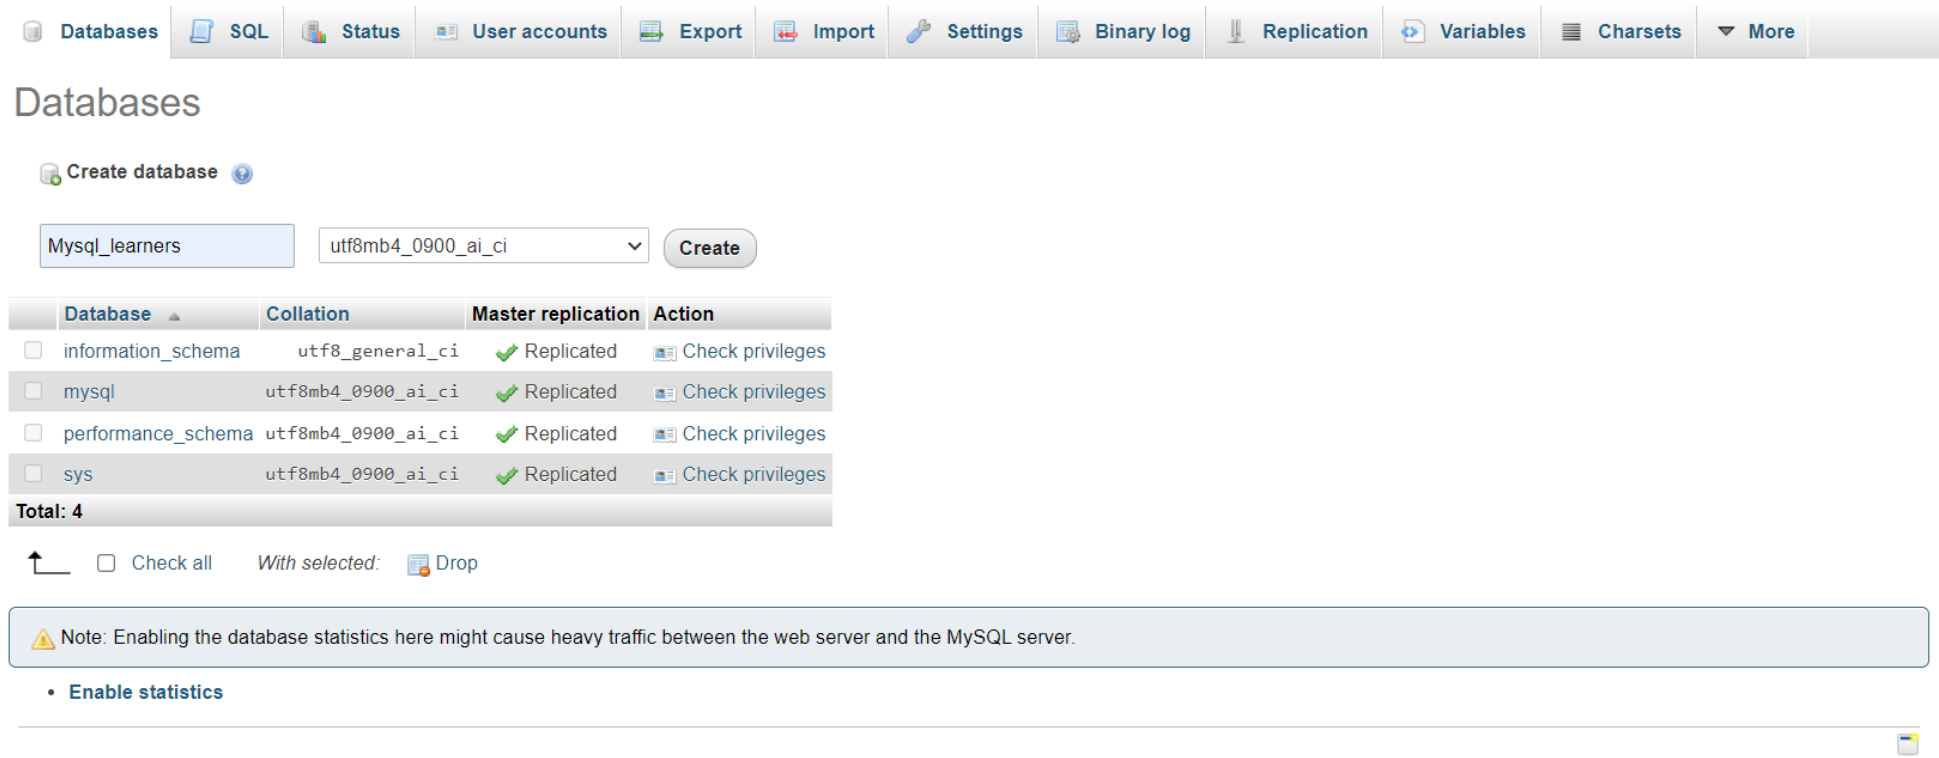 Databases SQL Status User accounts Export Import Settings Binary log Replication Variables Charsets More
Databases
Create database
Mysql_learners utf8mb4_0900_ai_ci Create
Database Collation Master replication Action
information_schema utf8_general_ci Replicated Check privileges
mysql utf8mb4_0900_ai_ci Replicated Check privileges
performance_schema utf8mb4_0900_ai_ci Replicated Check privileges
sys utf8mb4_0900_ai_ci Replicated Check privileges
Total: 4
Check all With selected: Drop
Note: Enabling the database statistics here might cause heavy traffic between the web server and the MySQL server.
• Enable statistics